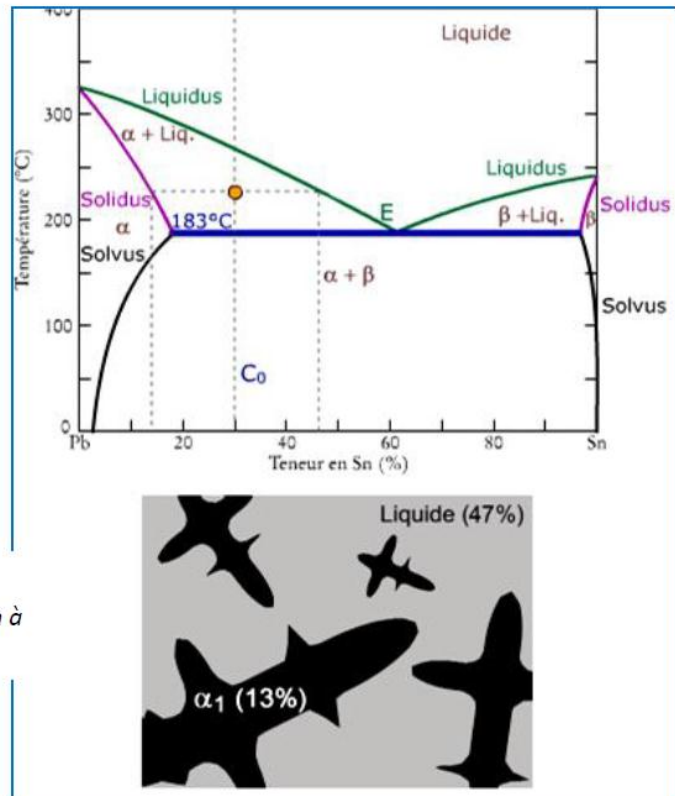 400
Liquide
Liquidus
300
α + Liq.
Température (°C)
Liquidus
Solidus
200
α
183°C
E
β +Liq.
β
Solidus
Solvus
α + β
Solvus
100
C₀
0
Pb
20
40
60
80
Sn
Teneur en Sn (%)
Liquide (47%)
à
α₁ (13%)